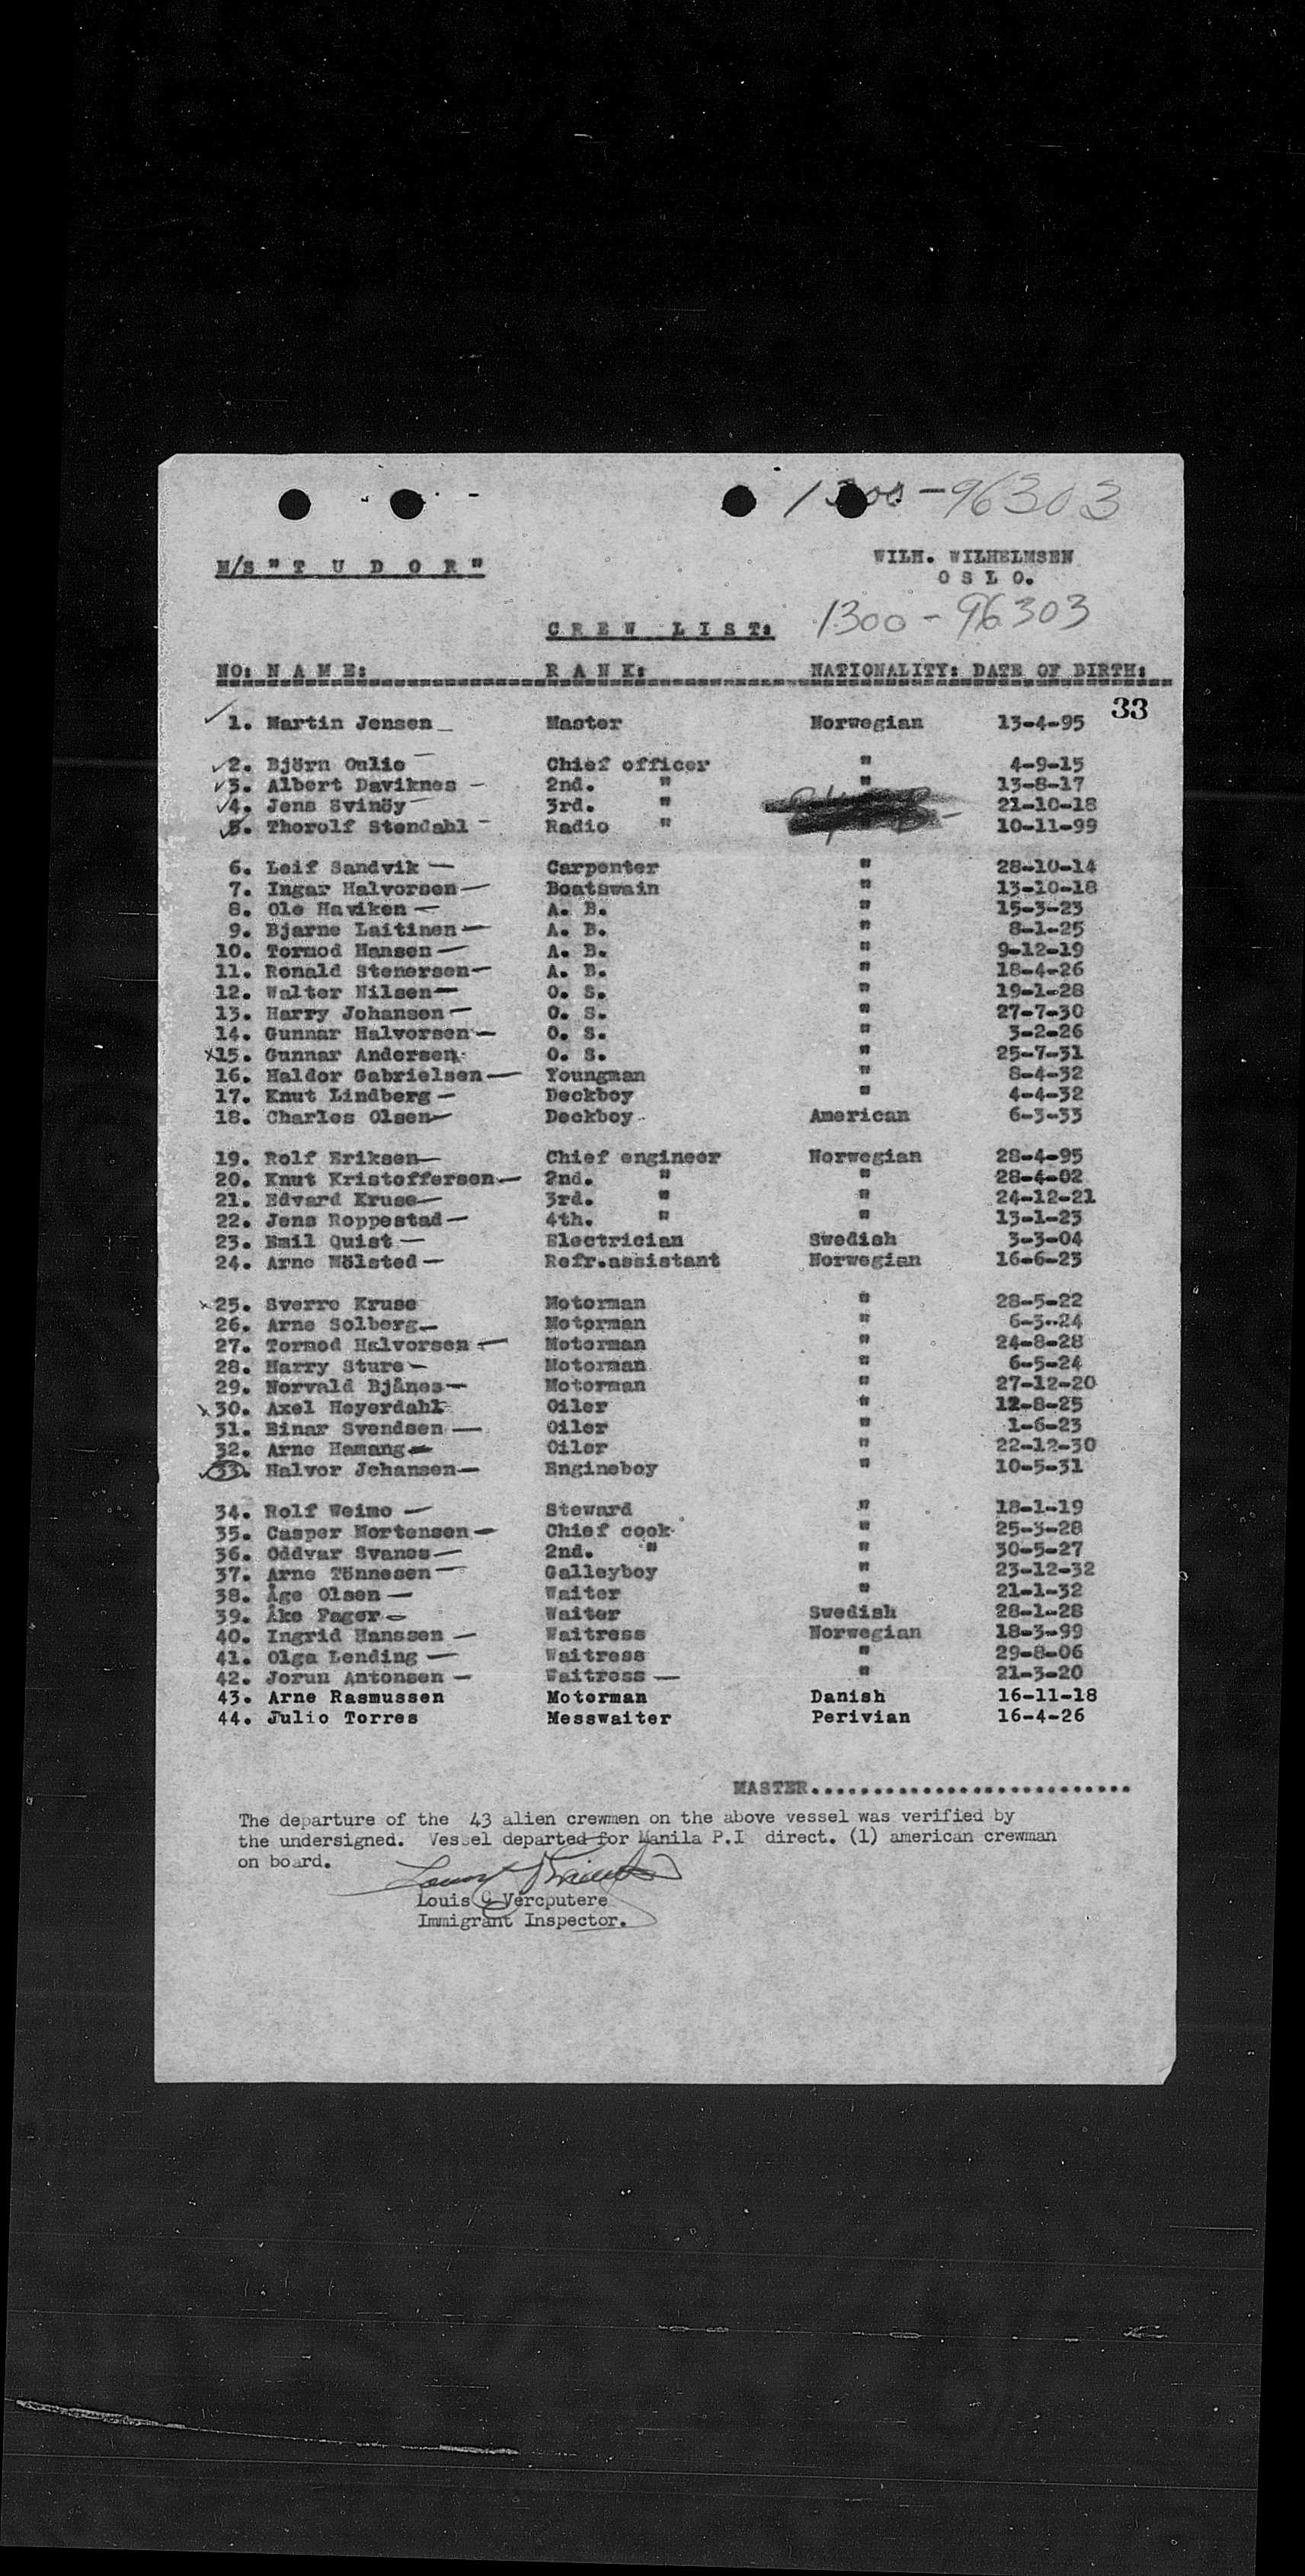 1300-96303
M/S " T U D O R "
WILH. WILHELMSEN
O S L O.
1300-96303
C R E W L I S T:
NO: N A M E: R A N K: NATIONALITY: DATE OF BIRTH:
33
1. Martin Jensen Master Norwegian 13-4-95
2. Björn Oulie Chief officer " 4-9-15
3. Albert Daviknes - 2nd. " " 13-8-17
4. Jens Svinöy - 3rd. " 21-10-18
5. Thorolf Stendahl - Radio " 10-11-99
6. Leif Sandvik - Carpenter " 28-10-14
7. Ingar Halvorsen - Boatswain " 13-10-18
8. Ole Haviken - A. B. " 15-3-23
9. Bjarne Laitinen - A. B. " 8-1-25
10. Tormod Hansen - A. B. " 9-12-19
11. Ronald Stenersen - A. B. " 18-4-26
12. Walter Nilsen - O. S. " 19-1-28
13. Harry Johansen - O. S. " 27-7-30
14. Gunnar Halvorsen - O. S. " 3-2-26
x15. Gunnar Andersen O. S. " 25-7-31
16. Haldor Gabrielsen - Youngman " 8-4-32
17. Knut Lindberg - Deckboy " 4-4-32
18. Charles Olsen - Deckboy American 6-3-33
19. Rolf Eriksen - Chief engineer Norwegian 28-4-95
20. Knut Kristoffersen - 2nd. " " 28-4-02
21. Edvard Kruse - 3rd. " " 24-12-21
22. Jens Roppestad - 4th. " " 13-1-23
23. Emil Quist - Electrician Swedish 3-3-04
24. Arne Mölsted - Refr.assistant Norwegian 16-6-23
x25. Sverre Kruse Motorman " 28-5-22
26. Arne Solberg - Motorman " 6-3-24
27. Tormod Halvorsen - Motorman " 24-8-28
28. Harry Sture - Motorman " 6-5-24
29. Norvald Bjånes - Motorman " 27-12-20
x30. Axel Heyerdahl Oiler " 12-8-25
31. Einar Svendsen - Oiler " 1-6-23
32. Arne Hamang - Oiler " 22-12-30
33. Halvor Johansen - Engineboy " 10-5-31
34. Rolf Weimo - Steward " 18-1-19
35. Casper Mortensen - Chief cook " 25-3-28
36. Oddvar Svanes - 2nd. " " 30-5-27
37. Arne Tönnesen - Galleyboy " 23-12-32
38. Åge Olsen - Waiter " 21-1-32
39. Åke Fager - Waiter Swedish 28-1-28
40. Ingrid Hanssen - Waitress Norwegian 18-3-99
41. Olga Lending - Waitress " 29-8-06
42. Jorun Antonsen - Waitress - " 21-3-20
43. Arne Rasmussen Motorman Danish 16-11-18
44. Julio Torres Messwaiter Perivian 16-4-26
MASTER...........................
The departure of the 43 alien crewmen on the above vessel was verified by
the undersigned. Vessel departed for Manila P.I direct. (1) american crewman
on board.
Louis C Vercputere
Immigrant Inspector.